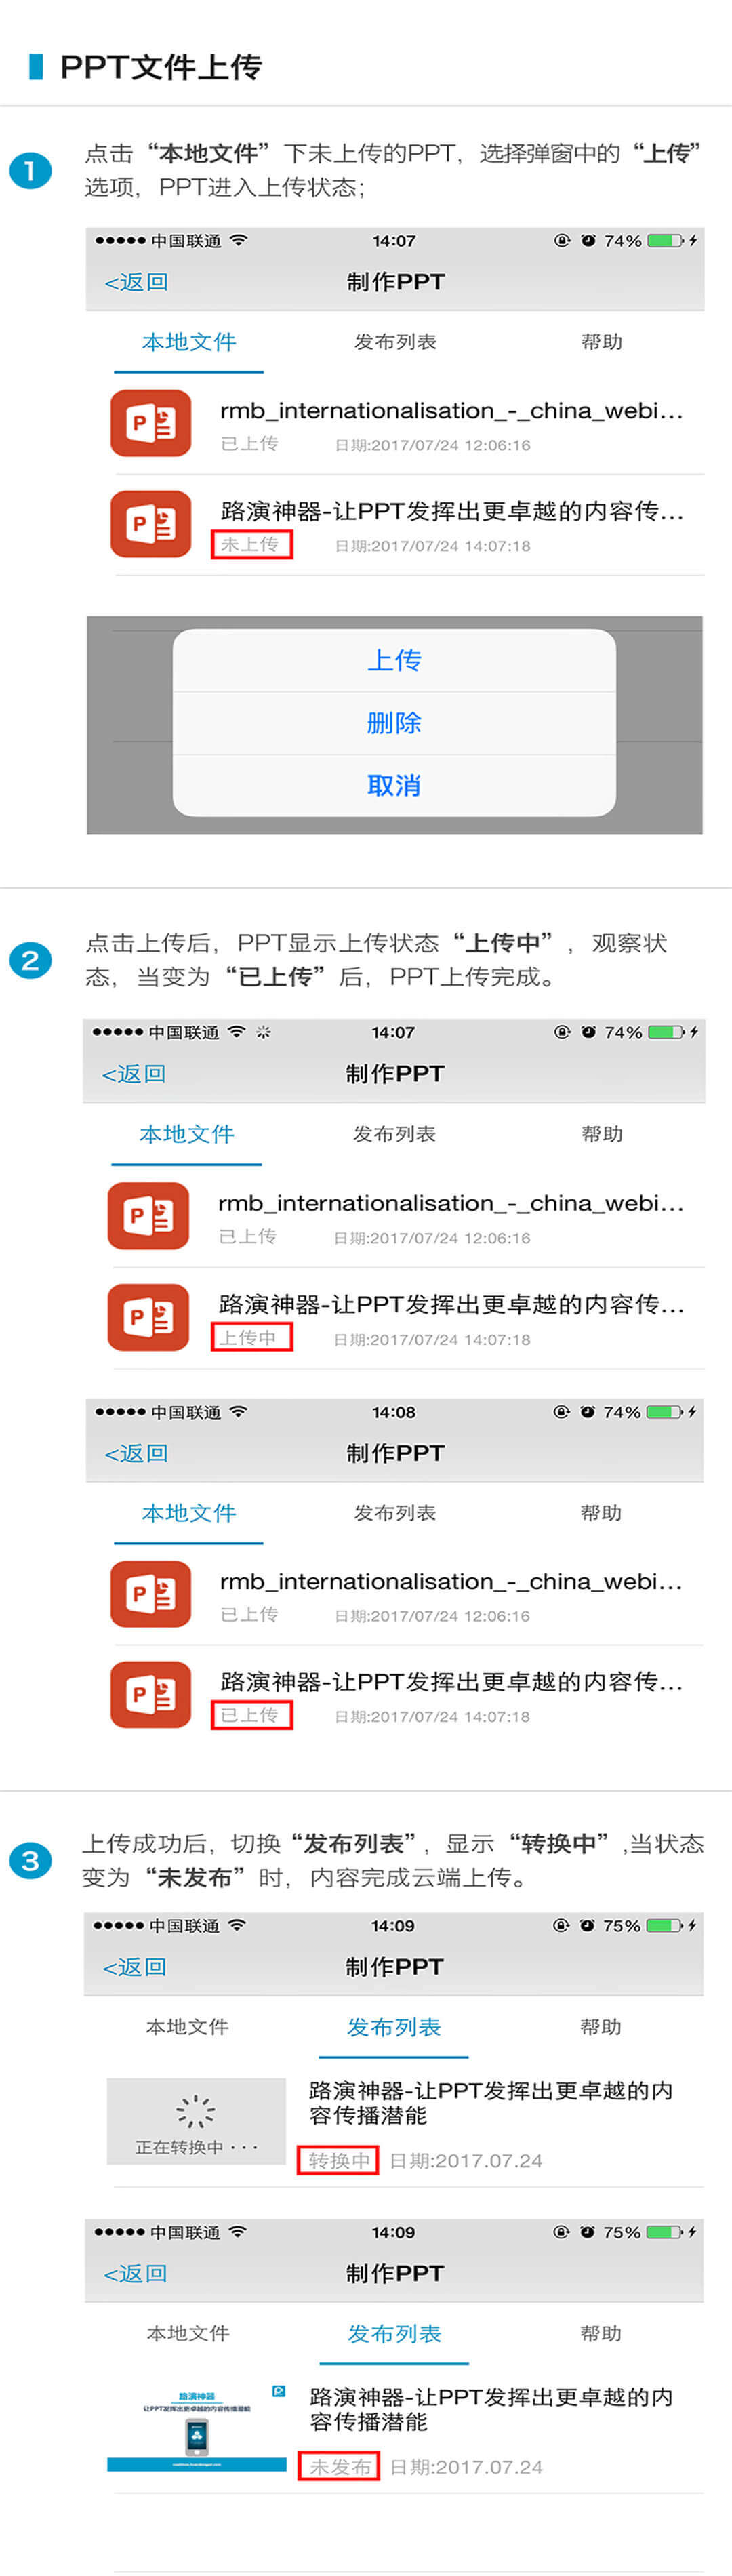 PPT文件上传
1
点击“本地文件”下未上传的PPT，选择弹窗中的“上传”
选项，PPT进入上传状态；
中国联通 14:07 74%
<返回 制作PPT
本地文件 发布列表 帮助
rmb_internationalisation_-_china_webi...
已上传 日期:2017/07/24 12:06:16
路演神器-让PPT发挥出更卓越的内容传...
未上传 日期:2017/07/24 14:07:18
上传
删除
取消
2
点击上传后，PPT显示上传状态“上传中”，观察状
态，当变为“已上传”后，PPT上传完成。
中国联通 14:07 74%
<返回 制作PPT
本地文件 发布列表 帮助
rmb_internationalisation_-_china_webi...
已上传 日期:2017/07/24 12:06:16
路演神器-让PPT发挥出更卓越的内容传...
上传中 日期:2017/07/24 14:07:18
中国联通 14:08 74%
<返回 制作PPT
本地文件 发布列表 帮助
rmb_internationalisation_-_china_webi...
已上传 日期:2017/07/24 12:06:16
路演神器-让PPT发挥出更卓越的内容传...
已上传 日期:2017/07/24 14:07:18
3
上传成功后，切换“发布列表”，显示“转换中”,当状态
变为“未发布”时，内容完成云端上传。
中国联通 14:09 75%
<返回 制作PPT
本地文件 发布列表 帮助
路演神器-让PPT发挥出更卓越的内
容传播潜能
正在转换中···
转换中 日期:2017.07.24
中国联通 14:09 75%
<返回 制作PPT
本地文件 发布列表 帮助
路演神器
让PPT发挥出更卓越的内容传播潜能
路演神器-让PPT发挥出更卓越的内
容传播潜能
未发布 日期:2017.07.24